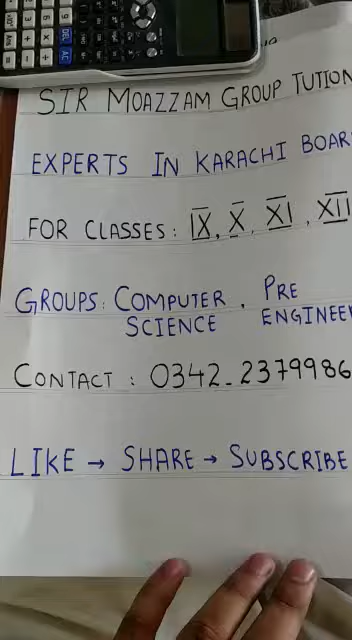 SIR MOAZZAM GROUP TUTION
EXPERTS IN KARACHI BOAR
FOR CLASSES: IX, X, XI, XII
GROUPS: COMPUTER SCIENCE, PRE ENGINEE
CONTACT: 0342-2379986
LIKE → SHARE → SUBSCRIBE